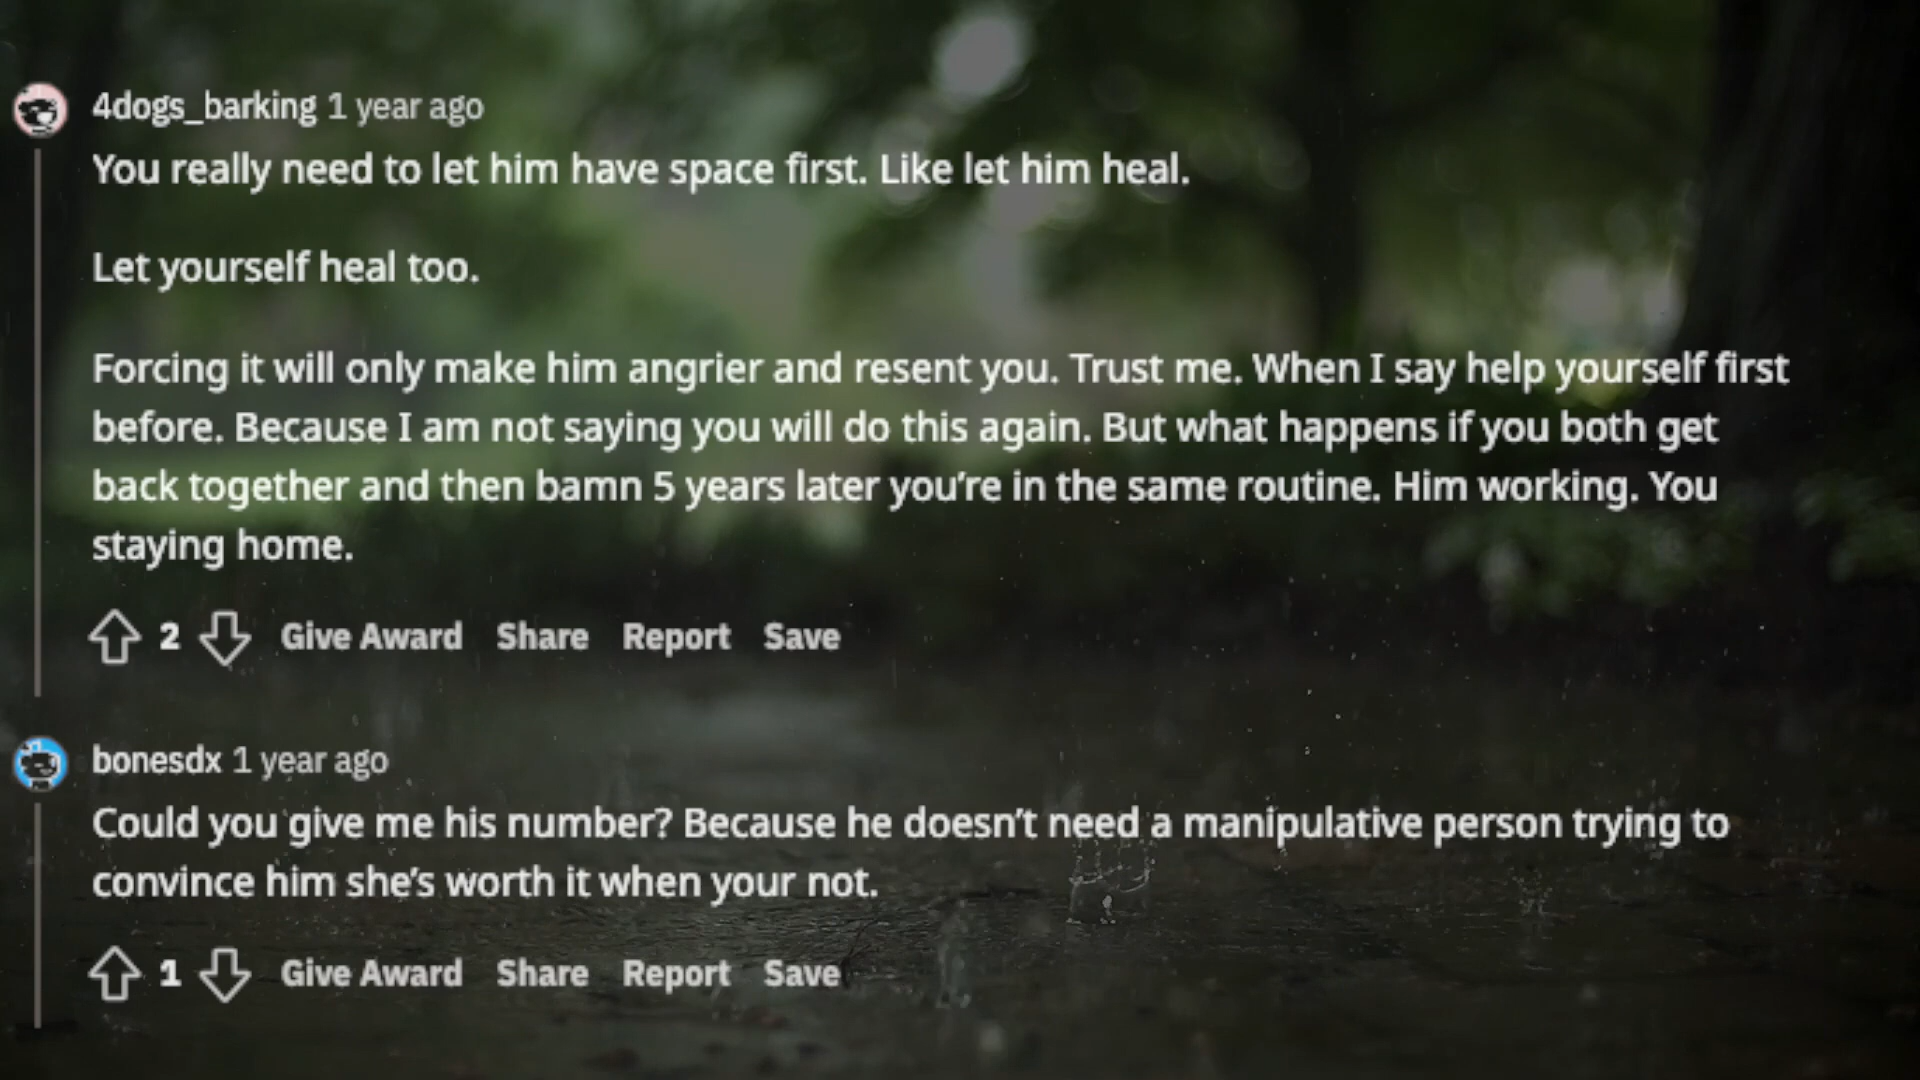 4dogs_barking 1 year ago
You really need to let him have space first. Like let him heal.
Let yourself heal too.
Forcing it will only make him angrier and resent you. Trust me. When I say help yourself first
before. Because I am not saying you will do this again. But what happens if you both get
back together and then bamn 5 years later you're in the same routine. Him working. You
staying home.
2 Give Award Share Report Save
bonesdx 1 year ago
Could you give me his number? Because he doesn't need a manipulative person trying to
convince him she's worth it when your not.
1 Give Award Share Report Save